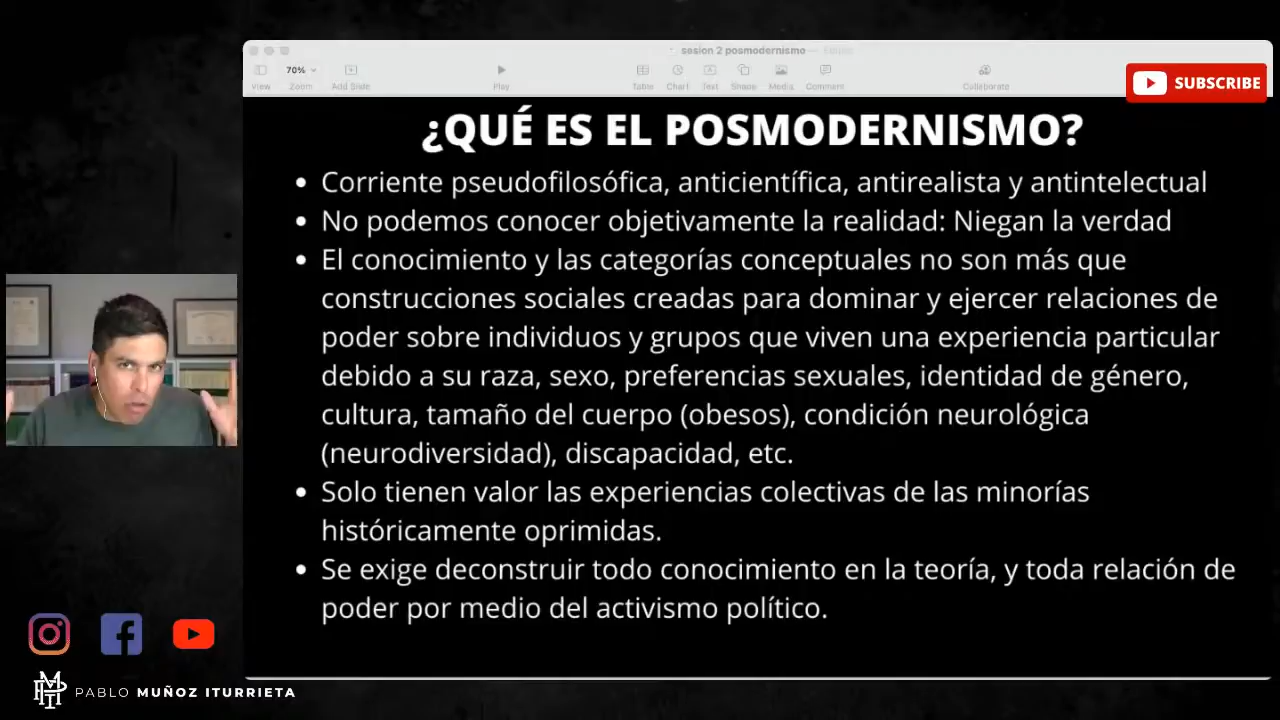 sesion 2 posmodernismo — Edited
70%
View Zoom Add Slide Play Table Chart Text Shape Media Comment Collaborate
SUBSCRIBE
¿QUÉ ES EL POSMODERNISMO?
• Corriente pseudofilosófica, anticientífica, antirealista y antintelectual
• No podemos conocer objetivamente la realidad: Niegan la verdad
• El conocimiento y las categorías conceptuales no son más que
construcciones sociales creadas para dominar y ejercer relaciones de
poder sobre individuos y grupos que viven una experiencia particular
debido a su raza, sexo, preferencias sexuales, identidad de género,
cultura, tamaño del cuerpo (obesos), condición neurológica
(neurodiversidad), discapacidad, etc.
• Solo tienen valor las experiencias colectivas de las minorías
históricamente oprimidas.
• Se exige deconstruir todo conocimiento en la teoría, y toda relación de
poder por medio del activismo político.
PABLO MUÑOZ ITURRIETA